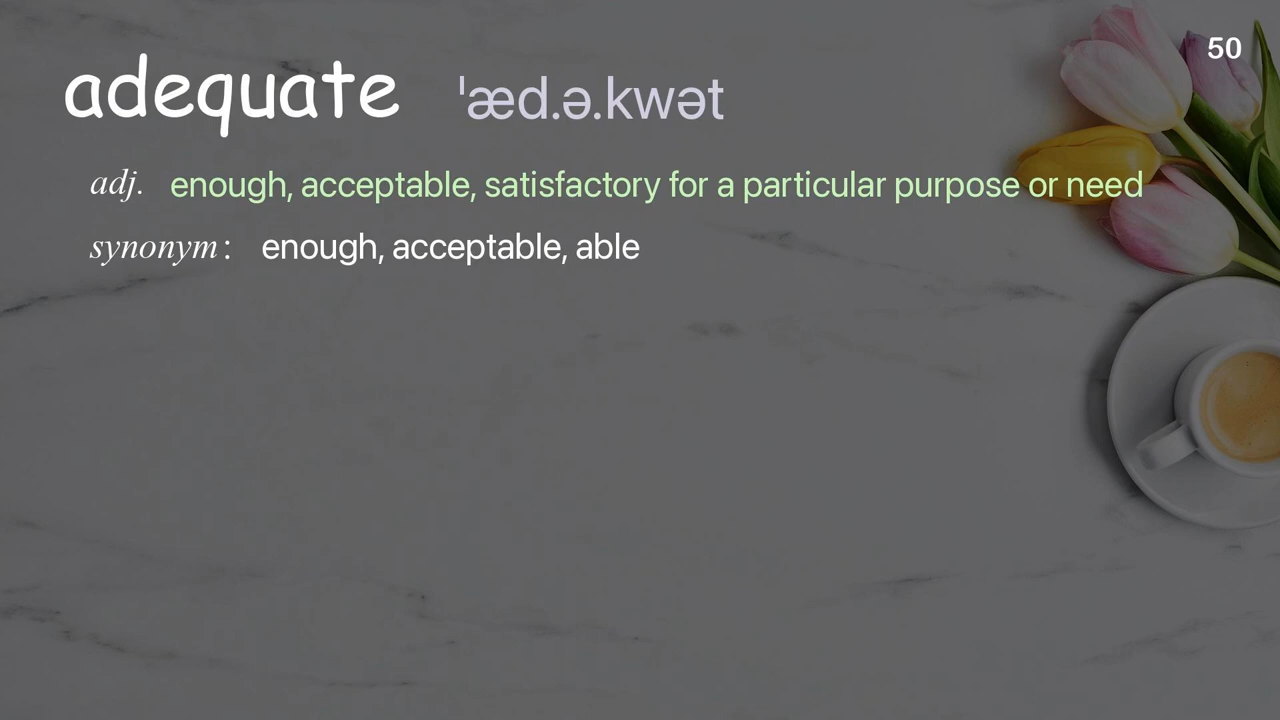 50
adequate ˈæd.ə.kwət
adj. enough, acceptable, satisfactory for a particular purpose or need
synonym: enough, acceptable, able